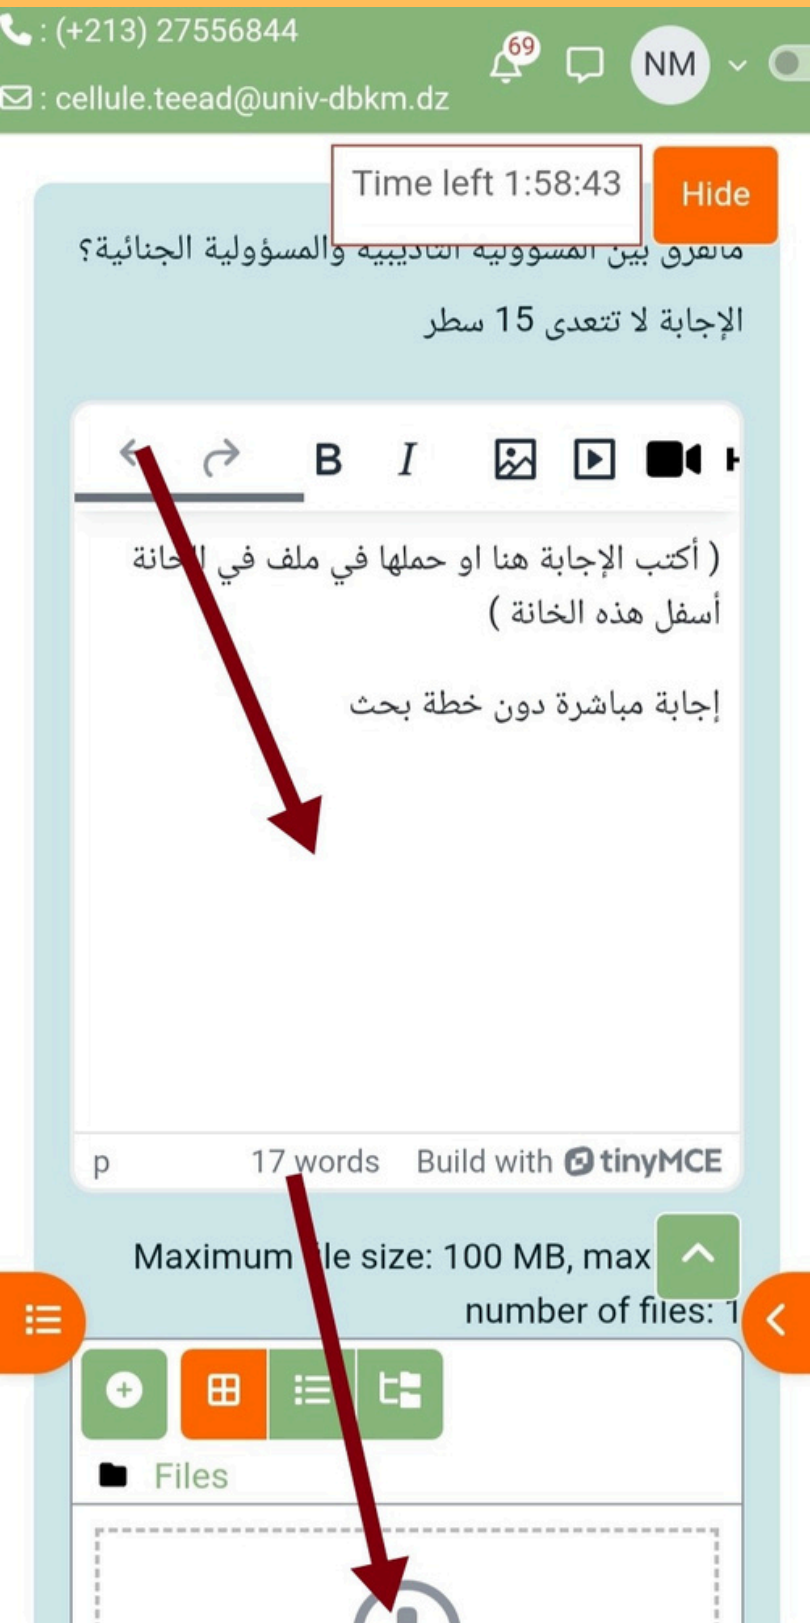 : (+213) 27556844
69
NM
: cellule.teead@univ-dbkm.dz
Time left 1:58:43
Hide
مالفرق بين المسؤولية التأديبية والمسؤولية الجنائية؟
الإجابة لا تتعدى 15 سطر
B I
( أكتب الإجابة هنا او حملها في ملف في الخانة
أسفل هذه الخانة )
إجابة مباشرة دون خطة بحث
p 17 words Build with tinyMCE
Maximum file size: 100 MB, max
number of files: 1
Files